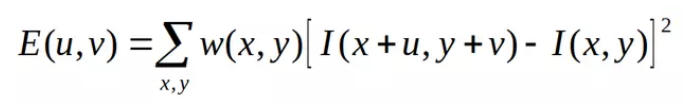 E(u,v) = ∑ w(x,y)[ I(x+u, y+v) - I(x,y)]²
x,y